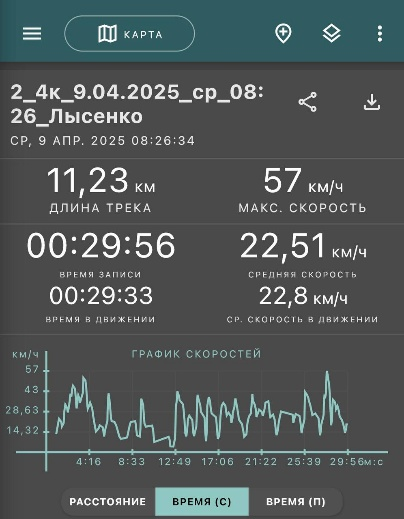 КАРТА
2_4к_9.04.2025_ср_08:
26_Лысенко
СР, 9 АПР. 2025 08:26:34
11,23 км
ДЛИНА ТРЕКА
57 км/ч
МАКС. СКОРОСТЬ
00:29:56
ВРЕМЯ ЗАПИСИ
22,51 км/ч
СРЕДНЯЯ СКОРОСТЬ
00:29:33
ВРЕМЯ В ДВИЖЕНИИ
22,8 км/ч
СР. СКОРОСТЬ В ДВИЖЕНИИ
ГРАФИК СКОРОСТЕЙ
км/ч
57
43
28,63
14,32
4:16 8:33 12:49 17:06 21:22 25:39 29:56м:с
РАССТОЯНИЕ ВРЕМЯ (С) ВРЕМЯ (П)